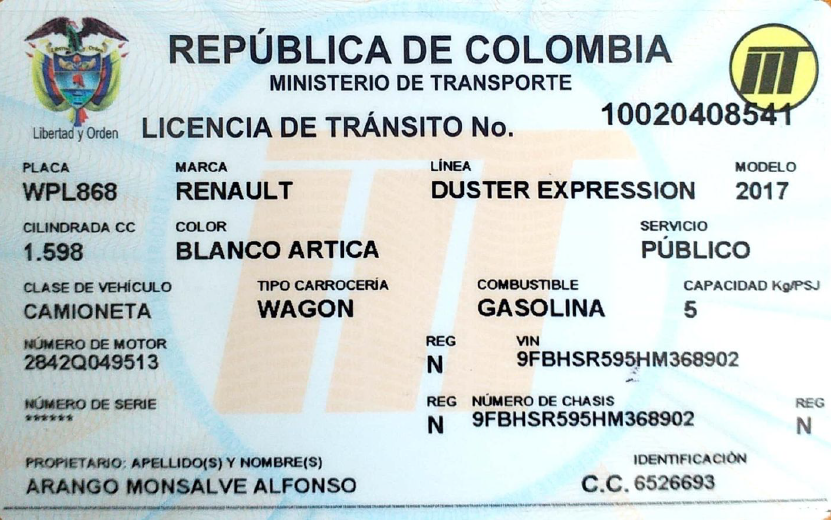 REPÚBLICA DE COLOMBIA
MINISTERIO DE TRANSPORTE
Libertad y Orden
LICENCIA DE TRÁNSITO No. 10020408541
PLACA MARCA LÍNEA MODELO
WPL868 RENAULT DUSTER EXPRESSION 2017
CILINDRADA CC COLOR SERVICIO
1.598 BLANCO ARTICA PÚBLICO
CLASE DE VEHÍCULO TIPO CARROCERÍA COMBUSTIBLE CAPACIDAD Kg/PSJ
CAMIONETA WAGON GASOLINA 5
NÚMERO DE MOTOR REG VIN
2842Q049513 N 9FBHSR595HM368902
NÚMERO DE SERIE REG NÚMERO DE CHASIS REG
****** N 9FBHSR595HM368902 N
PROPIETARIO: APELLIDO(S) Y NOMBRE(S) IDENTIFICACIÓN
ARANGO MONSALVE ALFONSO C.C. 6526693